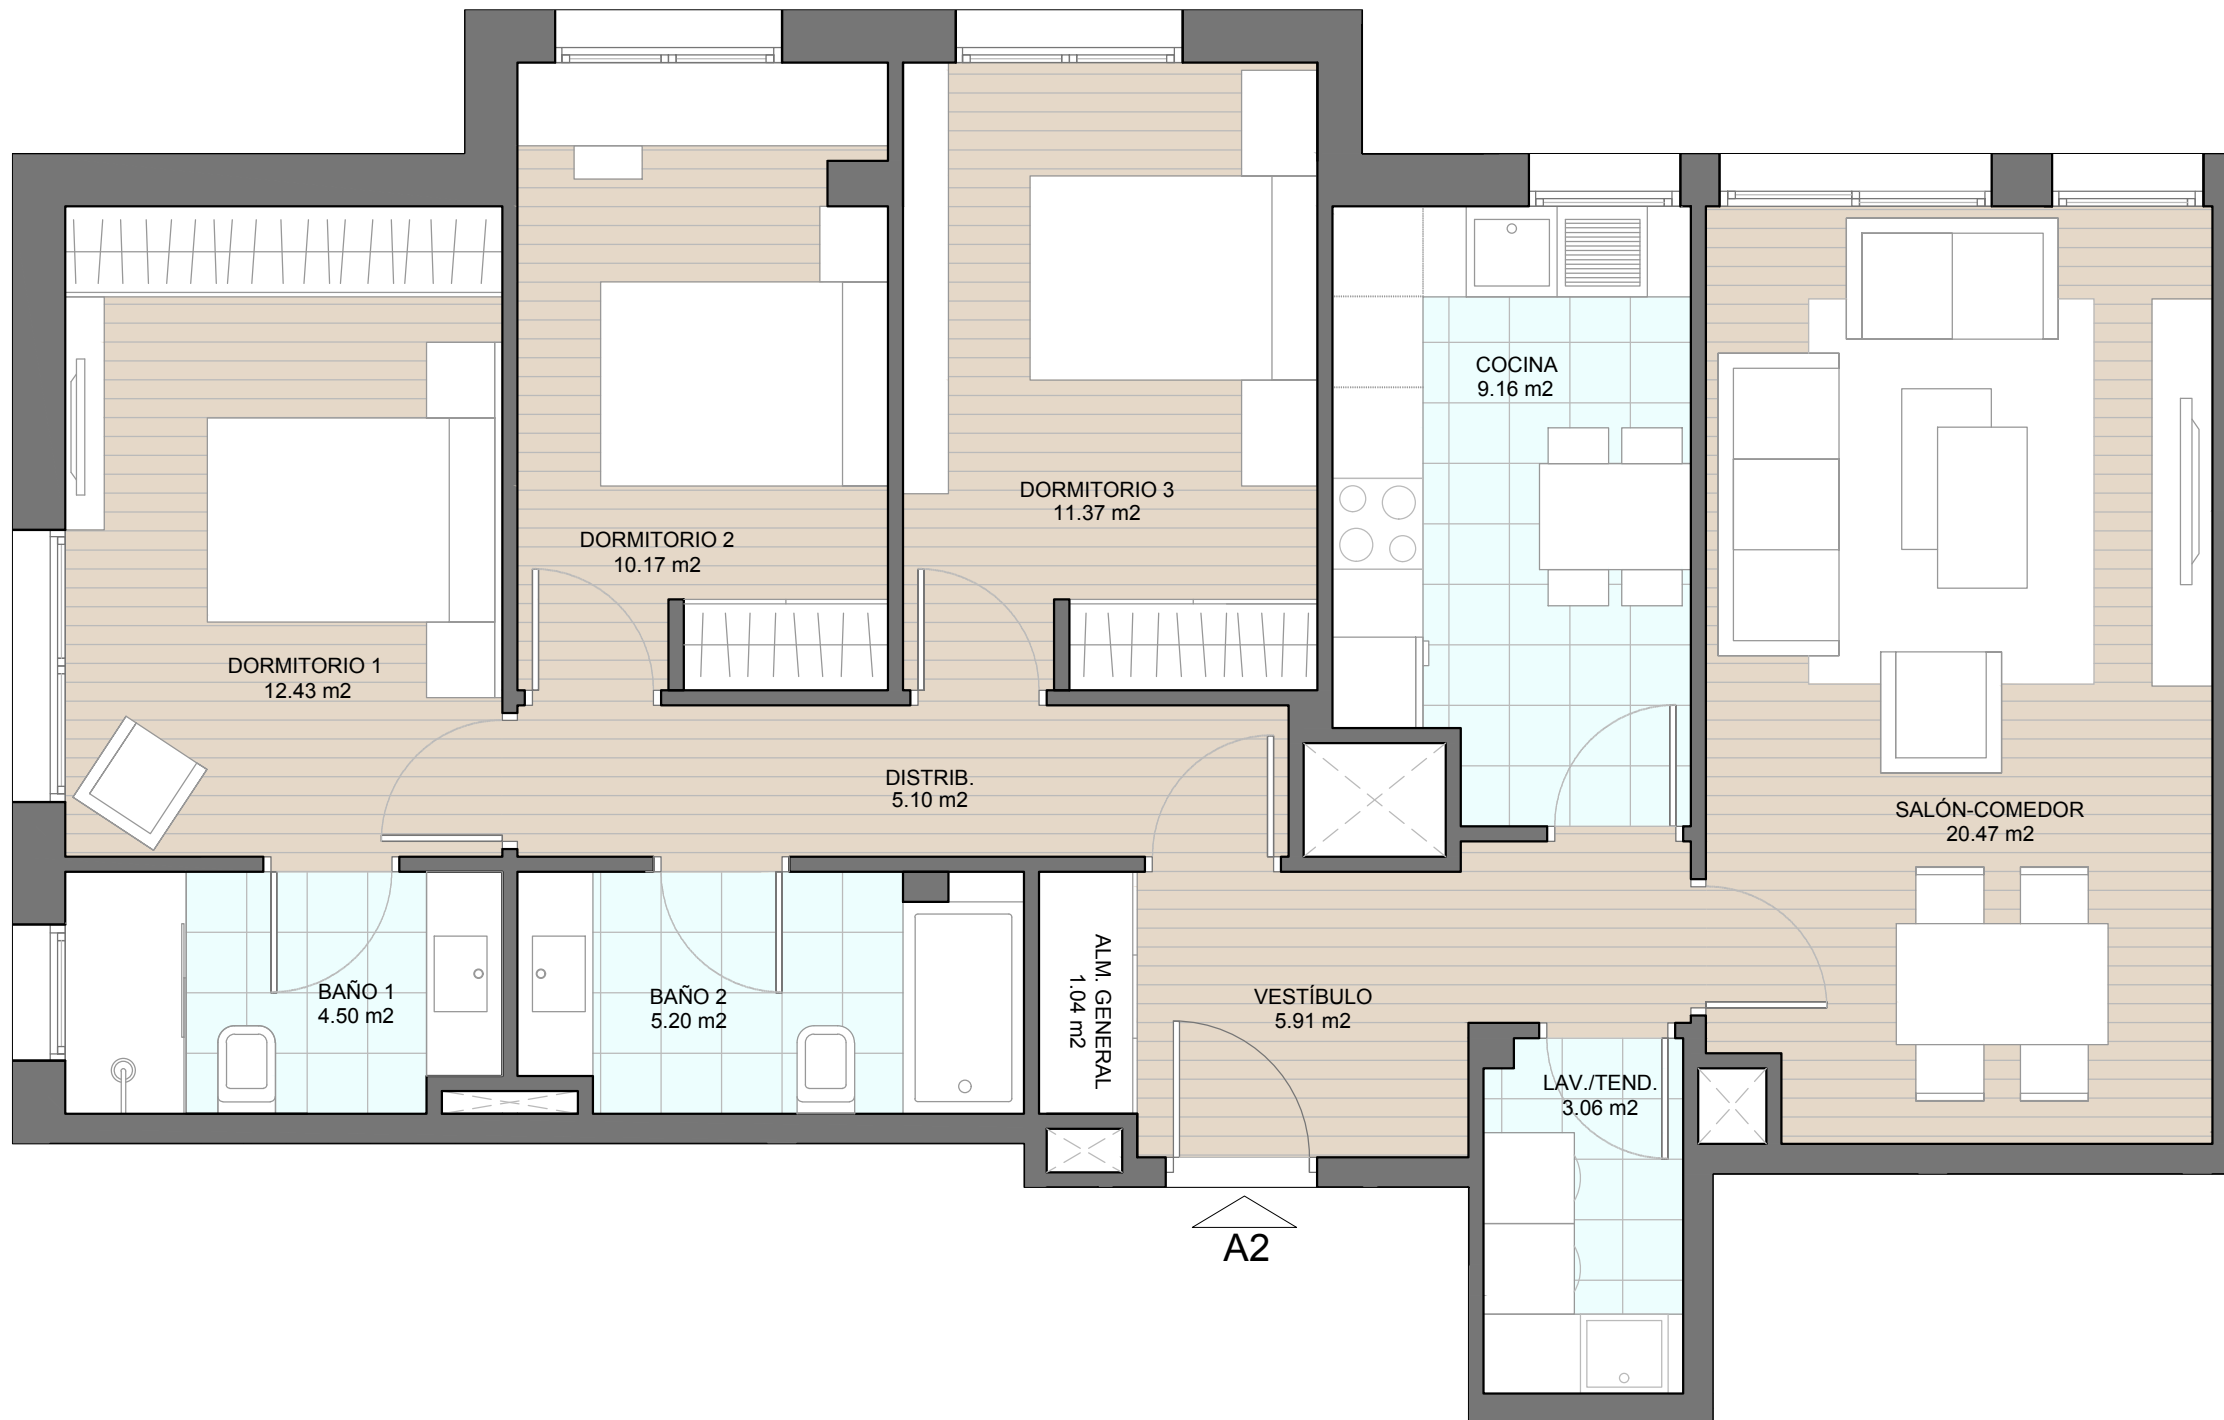 COCINA
9.16 m2
DORMITORIO 3
11.37 m2
DORMITORIO 2
10.17 m2
DORMITORIO 1
12.43 m2
DISTRIB.
5.10 m2
SALÓN-COMEDOR
20.47 m2
BAÑO 1
4.50 m2
BAÑO 2
5.20 m2
ALM. GENERAL
1.04 m2
VESTÍBULO
5.91 m2
LAV./TEND.
3.06 m2
A2